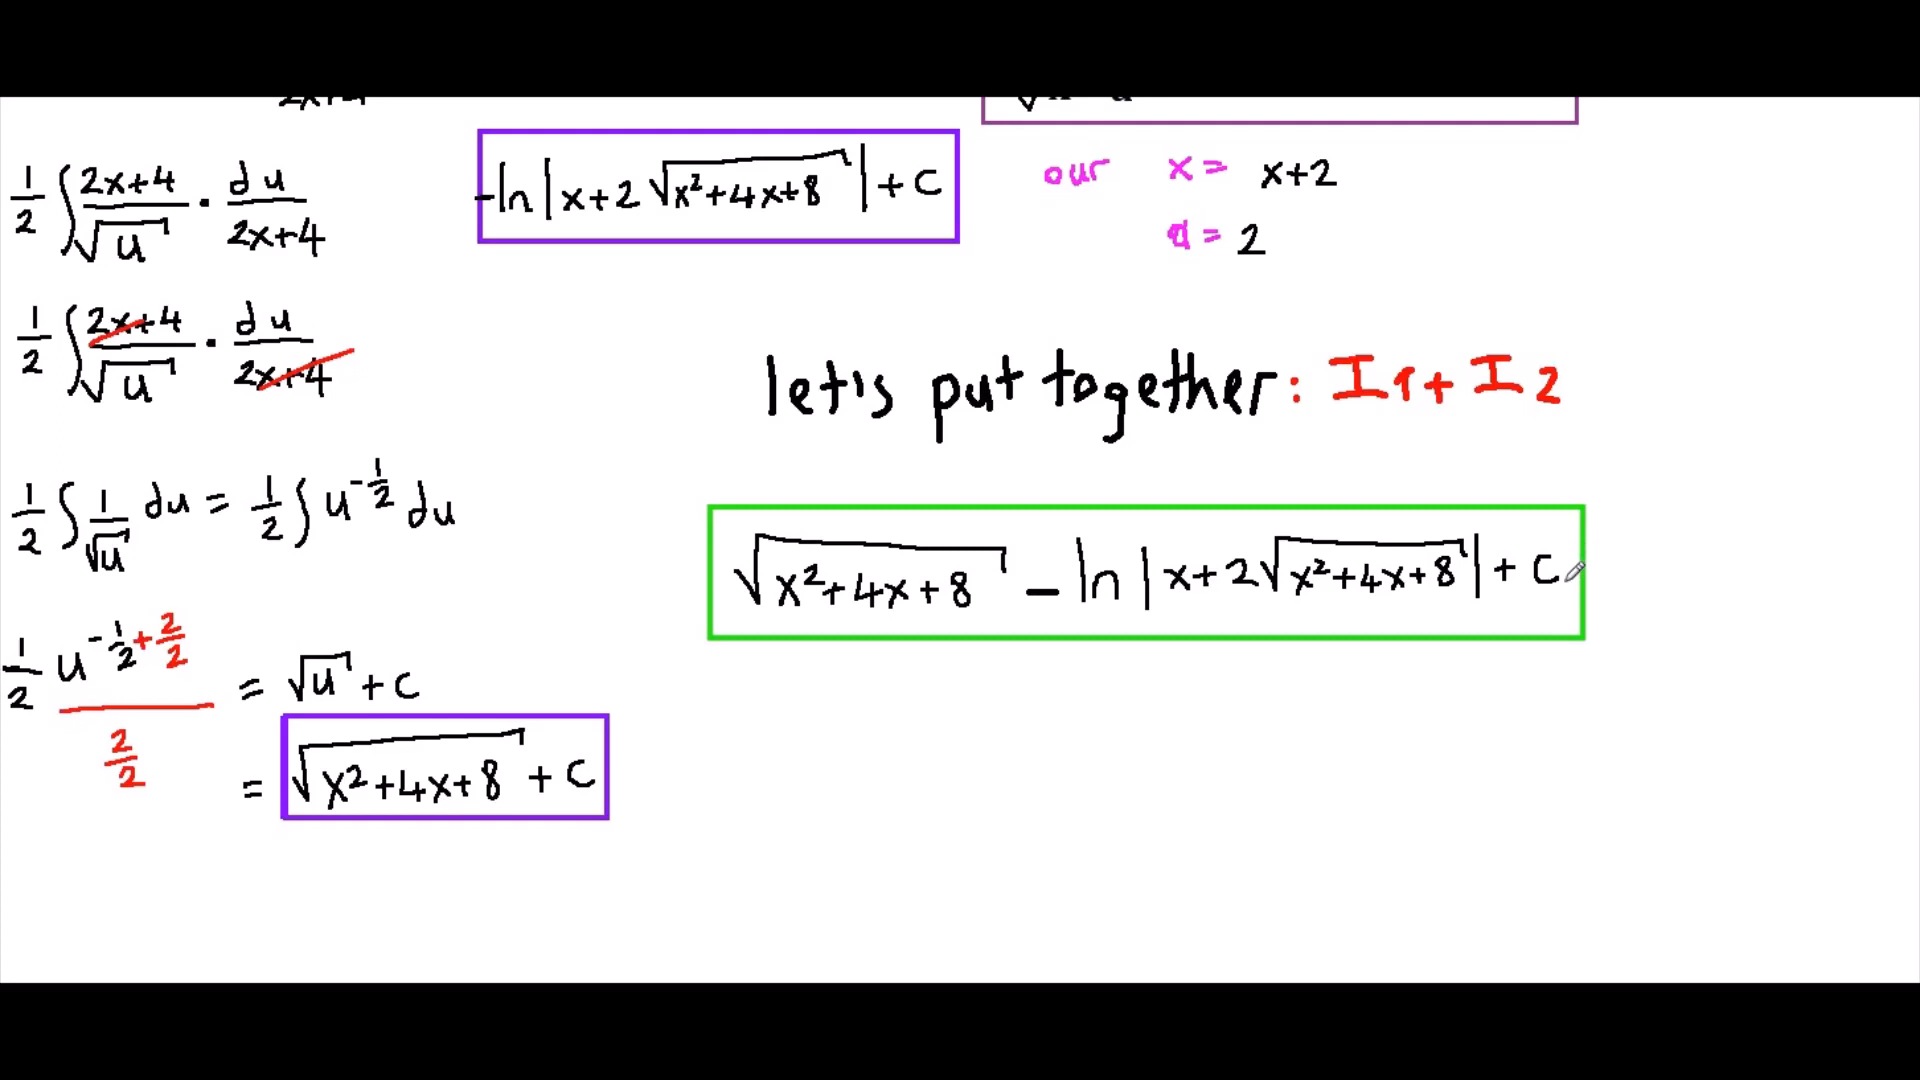 1/2 ∫ 2x+4/√u · du/2x+4
1/2 ∫ 2x+4/√u · du/2x+4
1/2 ∫ 1/√u du = 1/2 ∫ u^-1/2 du
1/2 u^-1/2+2/2 / 2/2 = √u + c
= √x²+4x+8 + c
-ln|x+2√x²+4x+8| + c
our x = x+2
a = 2
let's put together: I1 + I2
√x²+4x+8 - ln|x+2√x²+4x+8| + c